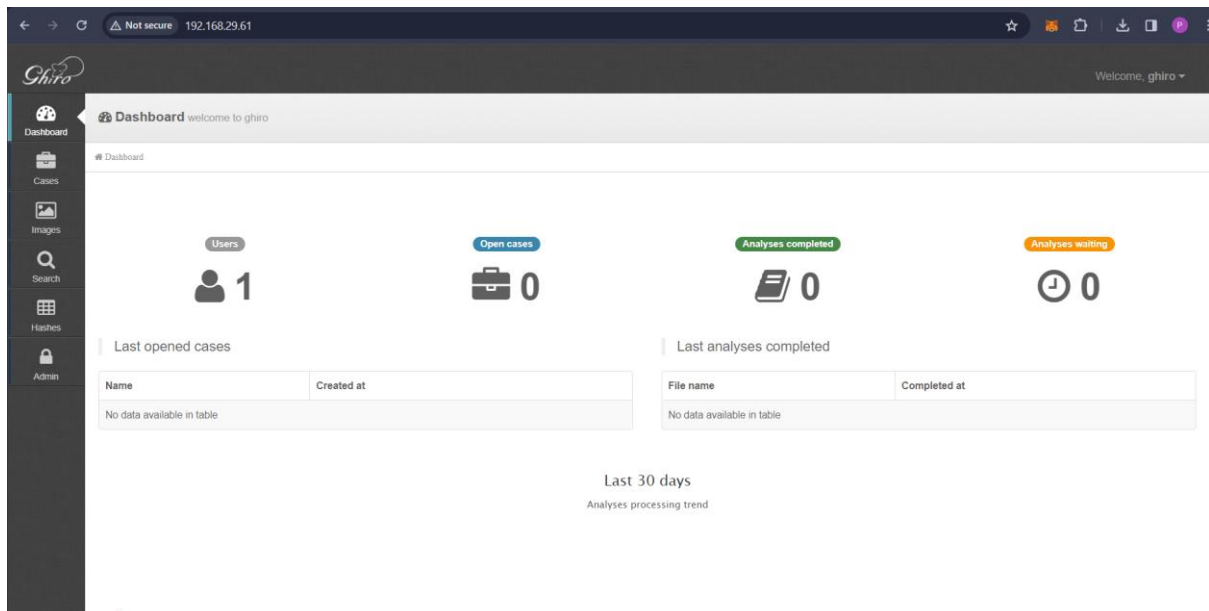 Not secure 192.168.29.61
P
Ghiro
Welcome, ghiro
Dashboard
Cases
Images
Search
Hashes
Admin
Dashboard welcome to ghiro
Dashboard
Users
1
Open cases
0
Analyses completed
0
Analyses waiting
0
Last opened cases
Name Created at
No data available in table
Last analyses completed
File name Completed at
No data available in table
Last 30 days
Analyses processing trend